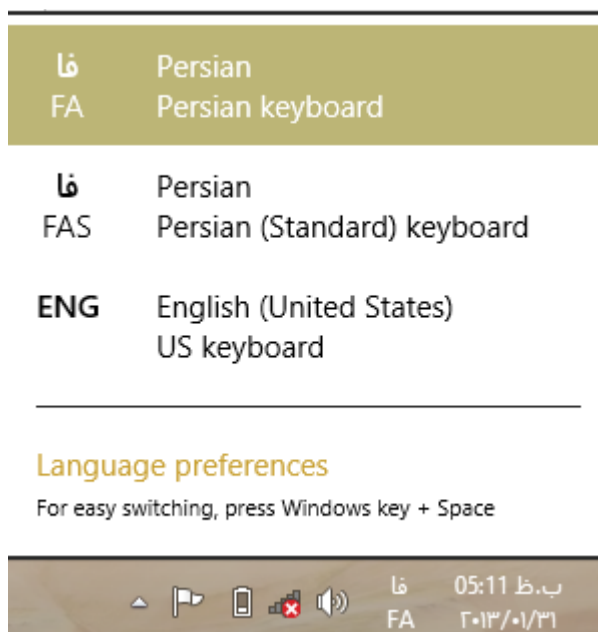 فا Persian
FA Persian keyboard
فا Persian
FAS Persian (Standard) keyboard
ENG English (United States)
US keyboard
Language preferences
For easy switching, press Windows key + Space
فا 05:11 ب.ظ
FA ۲۰۱۳/۰۱/۳۱